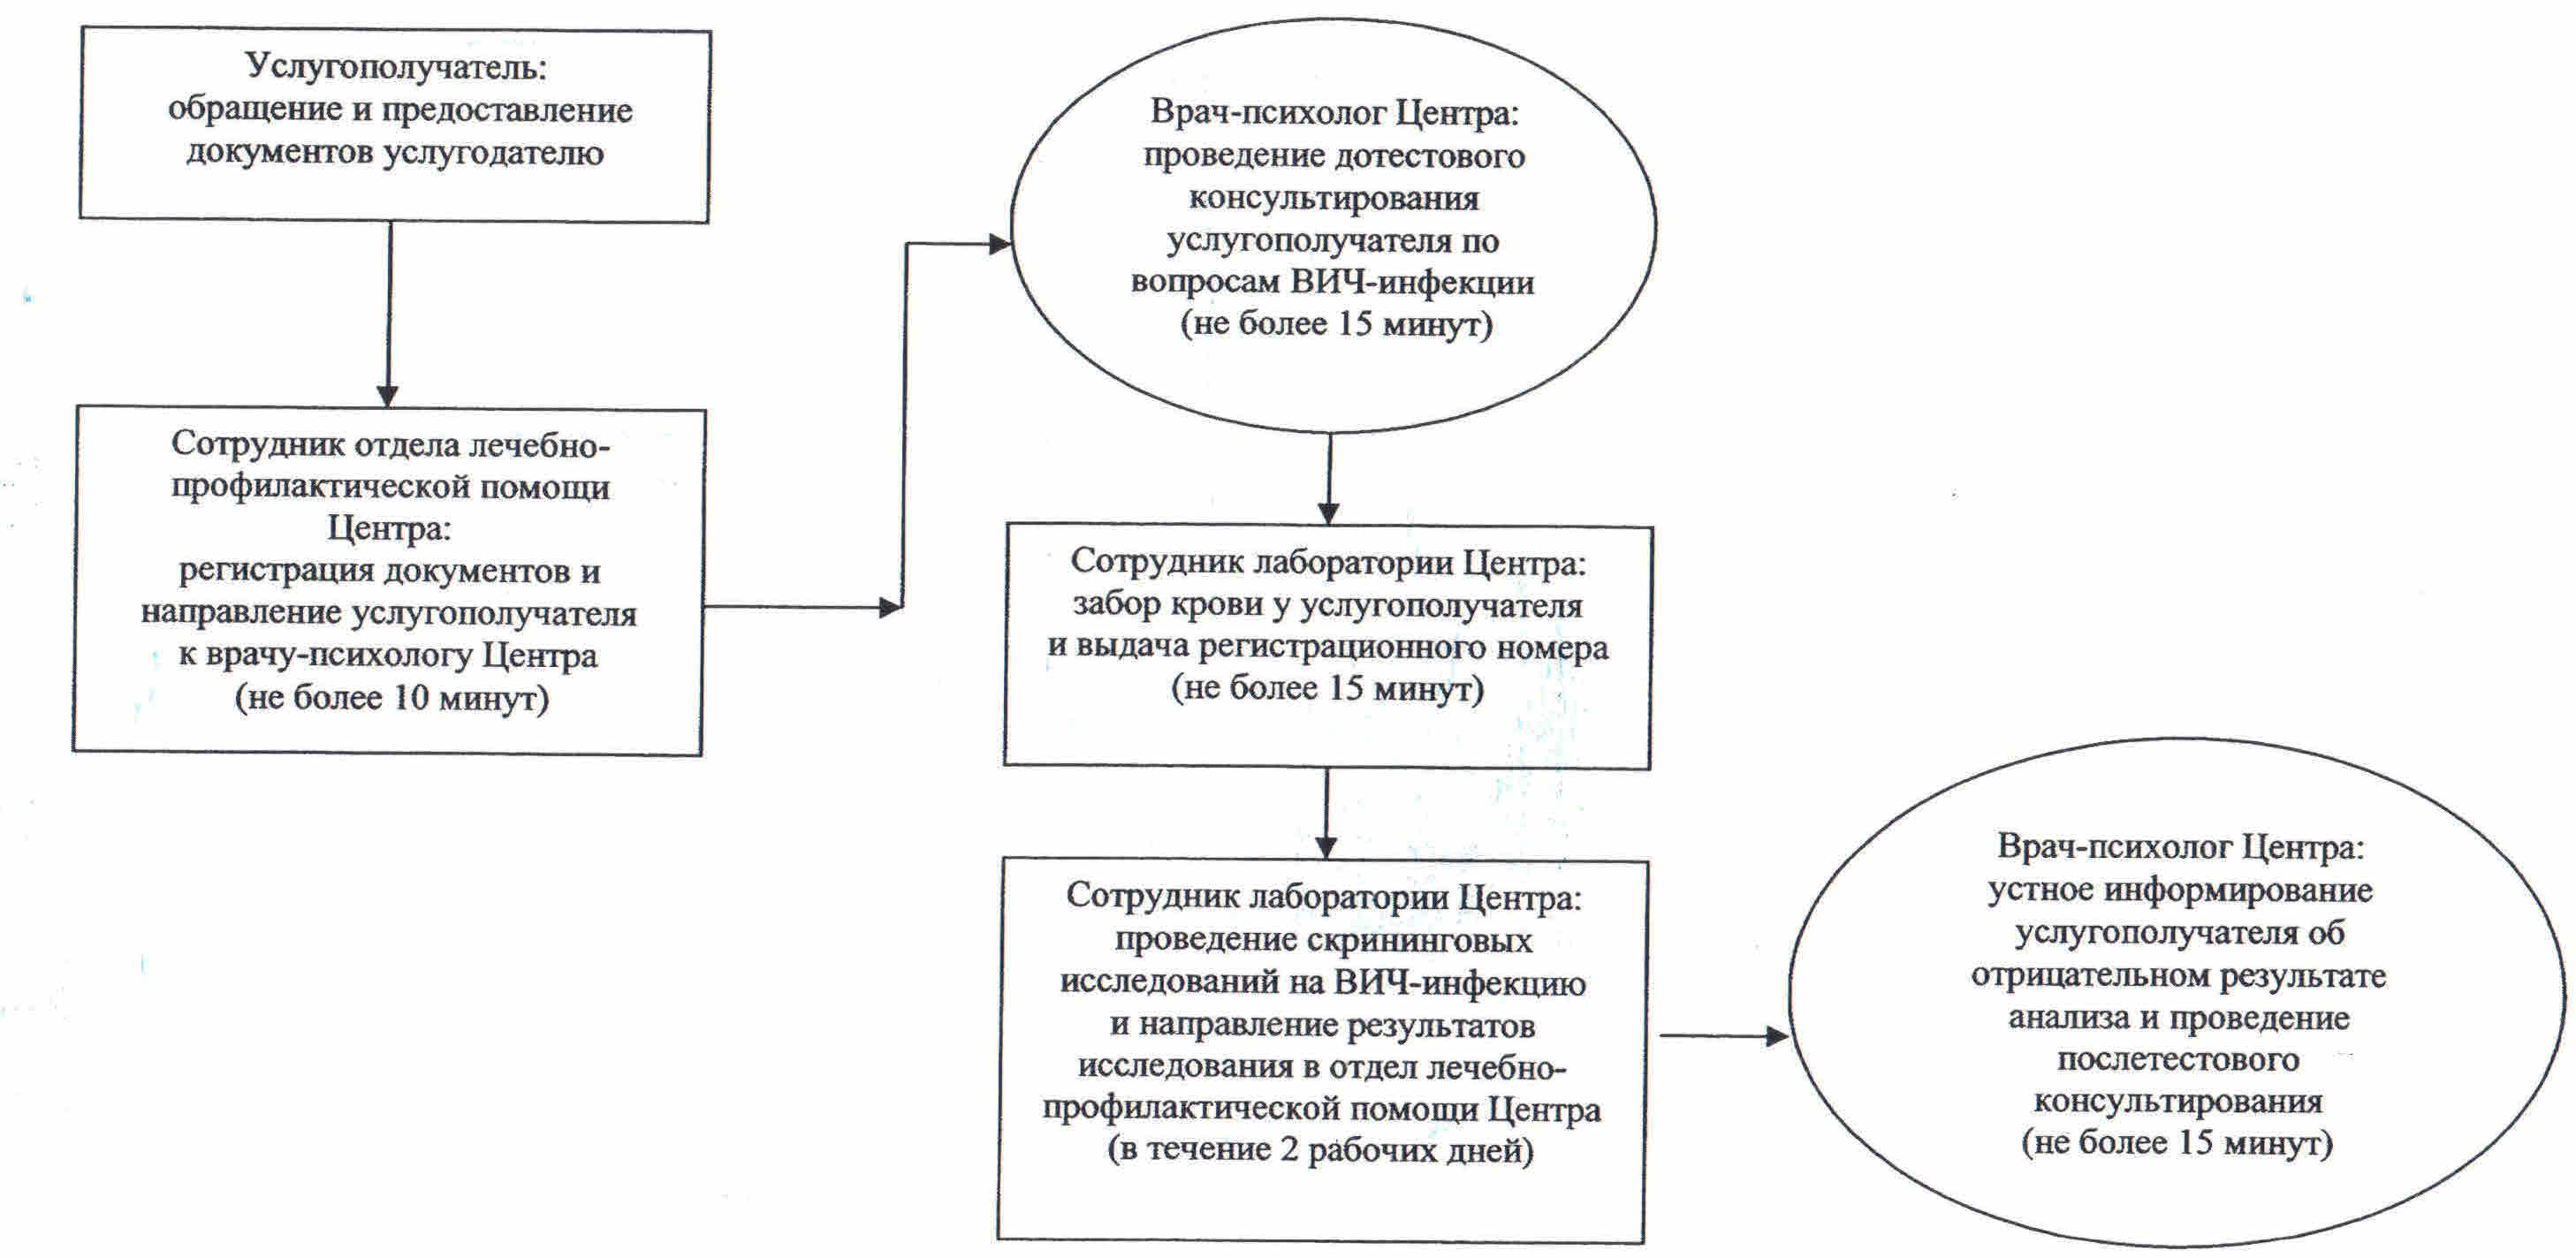 Услугополучатель:
обращение и предоставление
документов услугодателю
Сотрудник отдела лечебно-
профилактической помощи
Центра:
регистрация документов и
направление услугополучателя
к врачу-психологу Центра
(не более 10 минут)
Врач-психолог Центра:
проведение дотестового
консультирования
услугополучателя по
вопросам ВИЧ-инфекции
(не более 15 минут)
Сотрудник лаборатории Центра:
забор крови у услугополучателя
и выдача регистрационного номера
(не более 15 минут)
Сотрудник лаборатории Центра:
проведение скрининговых
исследований на ВИЧ-инфекцию
и направление результатов
исследования в отдел лечебно-
профилактической помощи Центра
(в течение 2 рабочих дней)
Врач-психолог Центра:
устное информирование
услугополучателя об
отрицательном результате
анализа и проведение
послетестового
консультирования
(не более 15 минут)